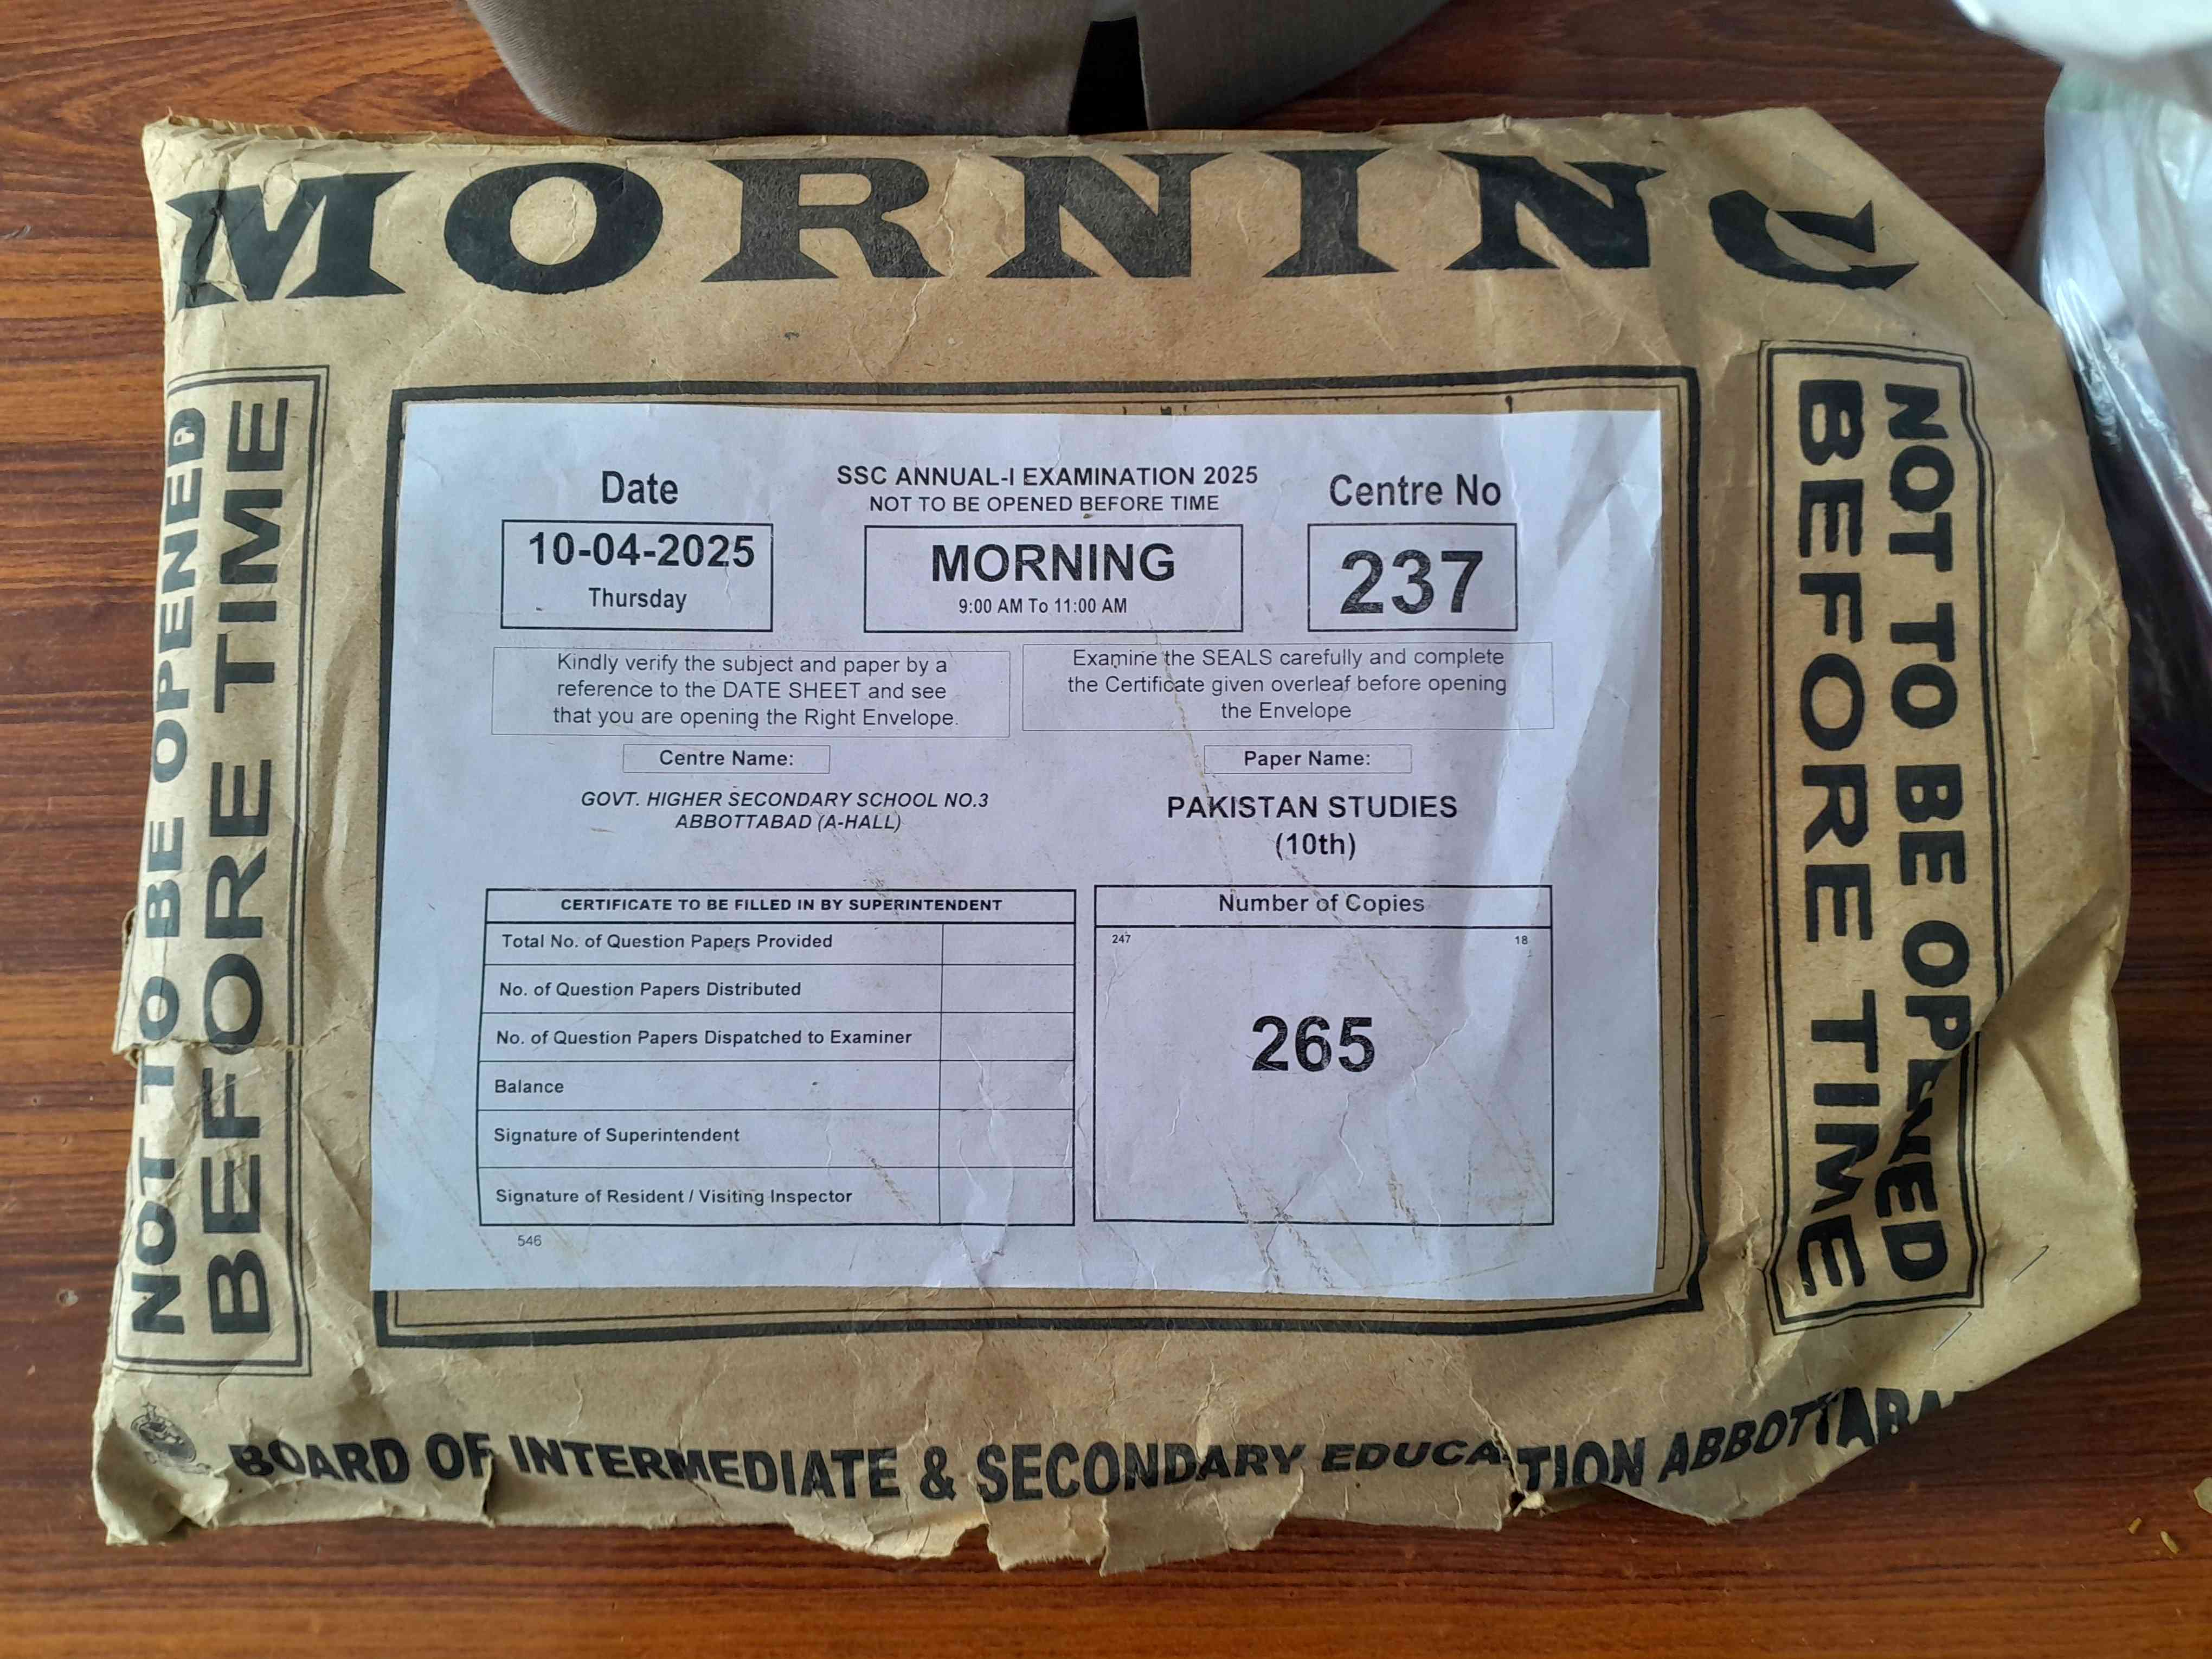 MORNING
NOT TO BE OPENED
BEFORE TIME
Date
10-04-2025
Thursday
SSC ANNUAL-I EXAMINATION 2025
NOT TO BE OPENED BEFORE TIME
MORNING
9:00 AM To 11:00 AM
Centre No
237
Kindly verify the subject and paper by a
reference to the DATE SHEET and see
that you are opening the Right Envelope.
Examine the SEALS carefully and complete
the Certificate given overleaf before opening
the Envelope
Centre Name:
GOVT. HIGHER SECONDARY SCHOOL NO.3
ABBOTTABAD (A-HALL)
Paper Name:
PAKISTAN STUDIES
(10th)
CERTIFICATE TO BE FILLED IN BY SUPERINTENDENT
Total No. of Question Papers Provided
No. of Question Papers Distributed
No. of Question Papers Dispatched to Examiner
Balance
Signature of Superintendent
Signature of Resident / Visiting Inspector
546
Number of Copies
247 18
265
NOT TO BE OPENED
BEFORE TIME
BOARD OF INTERMEDIATE & SECONDARY EDUCATION ABBOTTABA